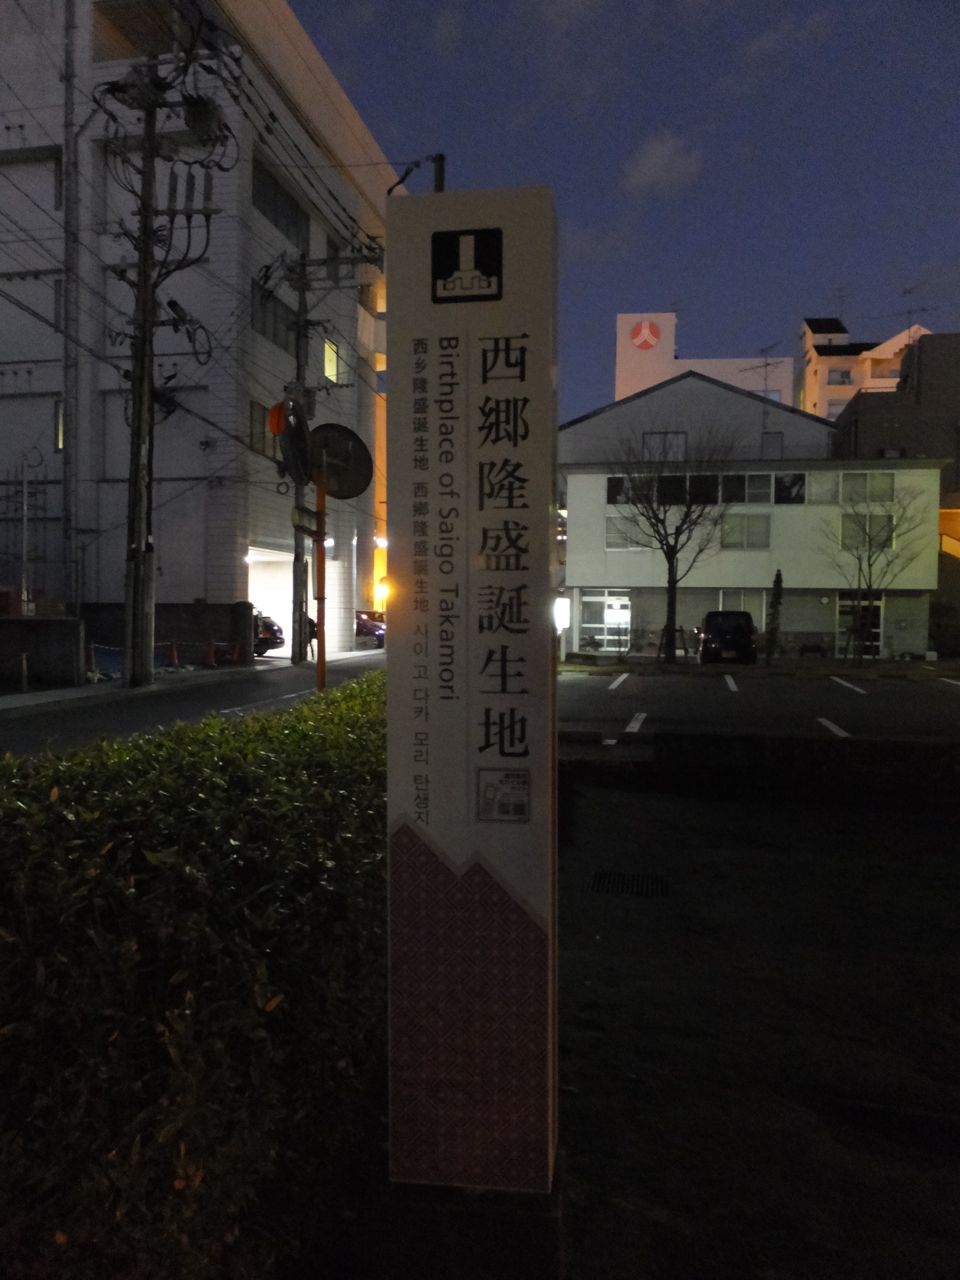 西郷隆盛誕生地
Birthplace of Saigo Takamori
西乡隆盛诞生地 西鄉隆盛誕生地 사이고 다카모리 탄생지